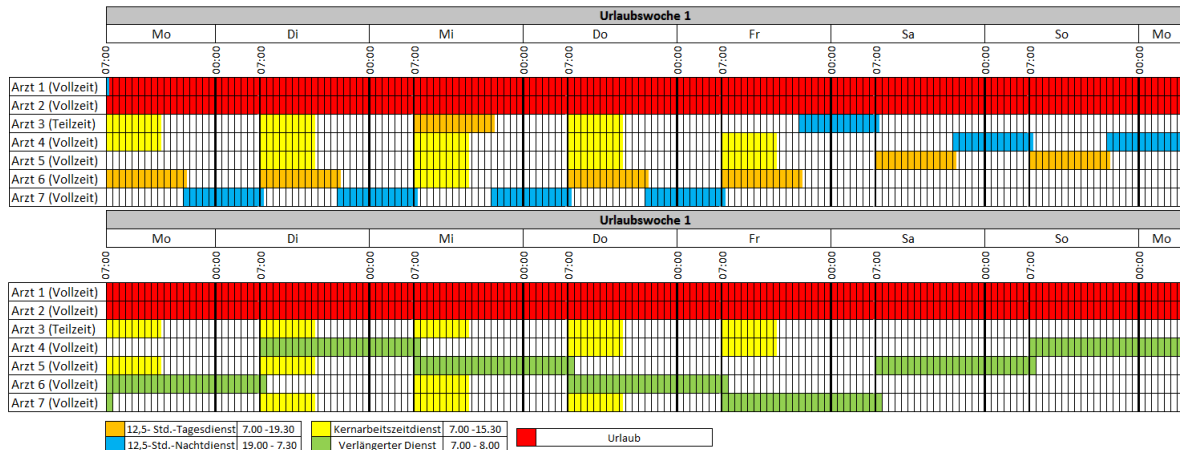 Urlaubswoche 1
Mo Di Mi Do Fr Sa So Mo
07:00 00:00 07:00 00:00 07:00 00:00 07:00 00:00 07:00 00:00 07:00 00:00 07:00 00:00
Arzt 1 (Vollzeit)
Arzt 2 (Vollzeit)
Arzt 3 (Teilzeit)
Arzt 4 (Vollzeit)
Arzt 5 (Vollzeit)
Arzt 6 (Vollzeit)
Arzt 7 (Vollzeit)
Urlaubswoche 1
Mo Di Mi Do Fr Sa So Mo
07:00 00:00 07:00 00:00 07:00 00:00 07:00 00:00 07:00 00:00 07:00 00:00 07:00 00:00
Arzt 1 (Vollzeit)
Arzt 2 (Vollzeit)
Arzt 3 (Teilzeit)
Arzt 4 (Vollzeit)
Arzt 5 (Vollzeit)
Arzt 6 (Vollzeit)
Arzt 7 (Vollzeit)
12,5- Std.-Tagesdienst 7.00 -19.30 Kernarbeitszeitdienst 7.00 -15.30 Urlaub
12,5-Std.-Nachtdienst 19.00 - 7.30 Verlängerter Dienst 7.00 - 8.00